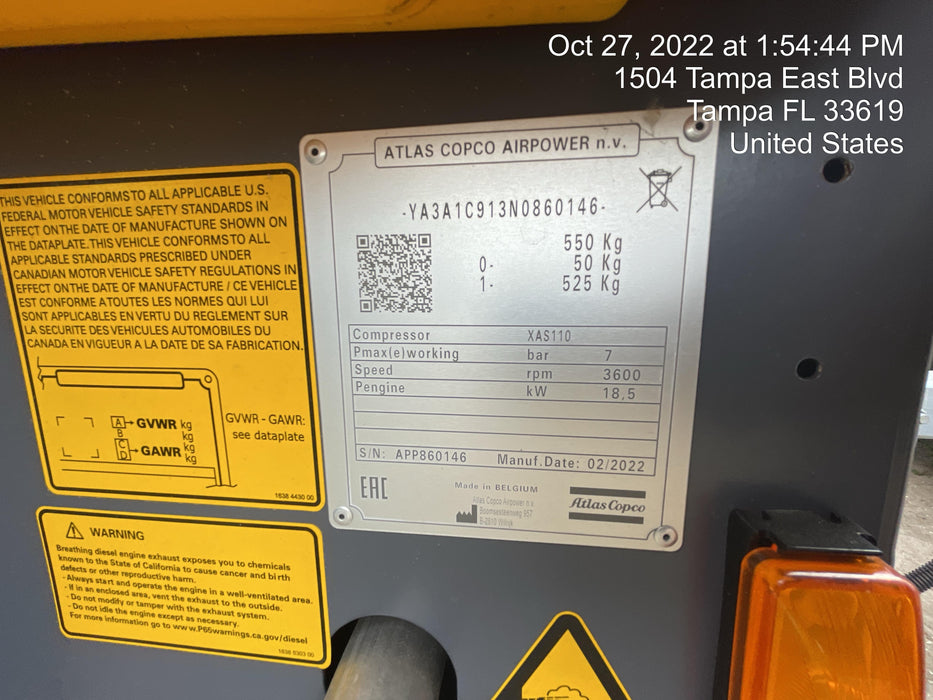 Oct 27, 2022 at 1:54:44 PM
1504 Tampa East Blvd
Tampa FL 33619
United States
ATLAS COPCO AIRPOWER n.v.
-YA3A1C913N0860146-
550 Kg
0- 50 Kg
1- 525 Kg
Compressor XAS110
Pmax(e)working bar 7
Speed rpm 3600
Pengine kW 18,5
S/N: APP860146 Manuf.Date: 02/2022
EAC
Made in BELGIUM
Atlas Copco Airpower n.v.
Boomsesteenweg 957
B-2610 Wilrijk
Atlas Copco
THIS VEHICLE CONFORMS TO ALL APPLICABLE U.S.
FEDERAL MOTOR VEHICLE SAFETY STANDARDS IN
EFFECT ON THE DATE OF MANUFACTURE SHOWN ON
THE DATAPLATE. THIS VEHICLE CONFORMS TO ALL
APPLICABLE STANDARDS PRESCRIBED UNDER
CANADIAN MOTOR VEHICLE SAFETY REGULATIONS IN
EFFECT ON THE DATE OF MANUFACTURE / CE VEHICLE
EST CONFORME A TOUTES LES NORMES QUI LUI
SONT APPLICABLES EN VERTU DU REGLEMENT SUR
LA SECURITE DES VEHICULES AUTOMOBILES DU
CANADA EN VIGUEUR A LA DATE DE SA FABRICATION.
A GVWR kg
B kg
C GAWR kg
D kg
GVWR - GAWR:
see dataplate
1638 4430 00
WARNING
Breathing diesel engine exhaust exposes you to chemicals
known to the State of California to cause cancer and birth
defects or other reproductive harm.
- Always start and operate the engine in a well-ventilated area.
- If in an enclosed area, vent the exhaust to the outside.
- Do not modify or tamper with the exhaust system.
- Do not idle the engine except as necessary.
For more information go to www.P65warnings.ca.gov/diesel
1638 5303 00